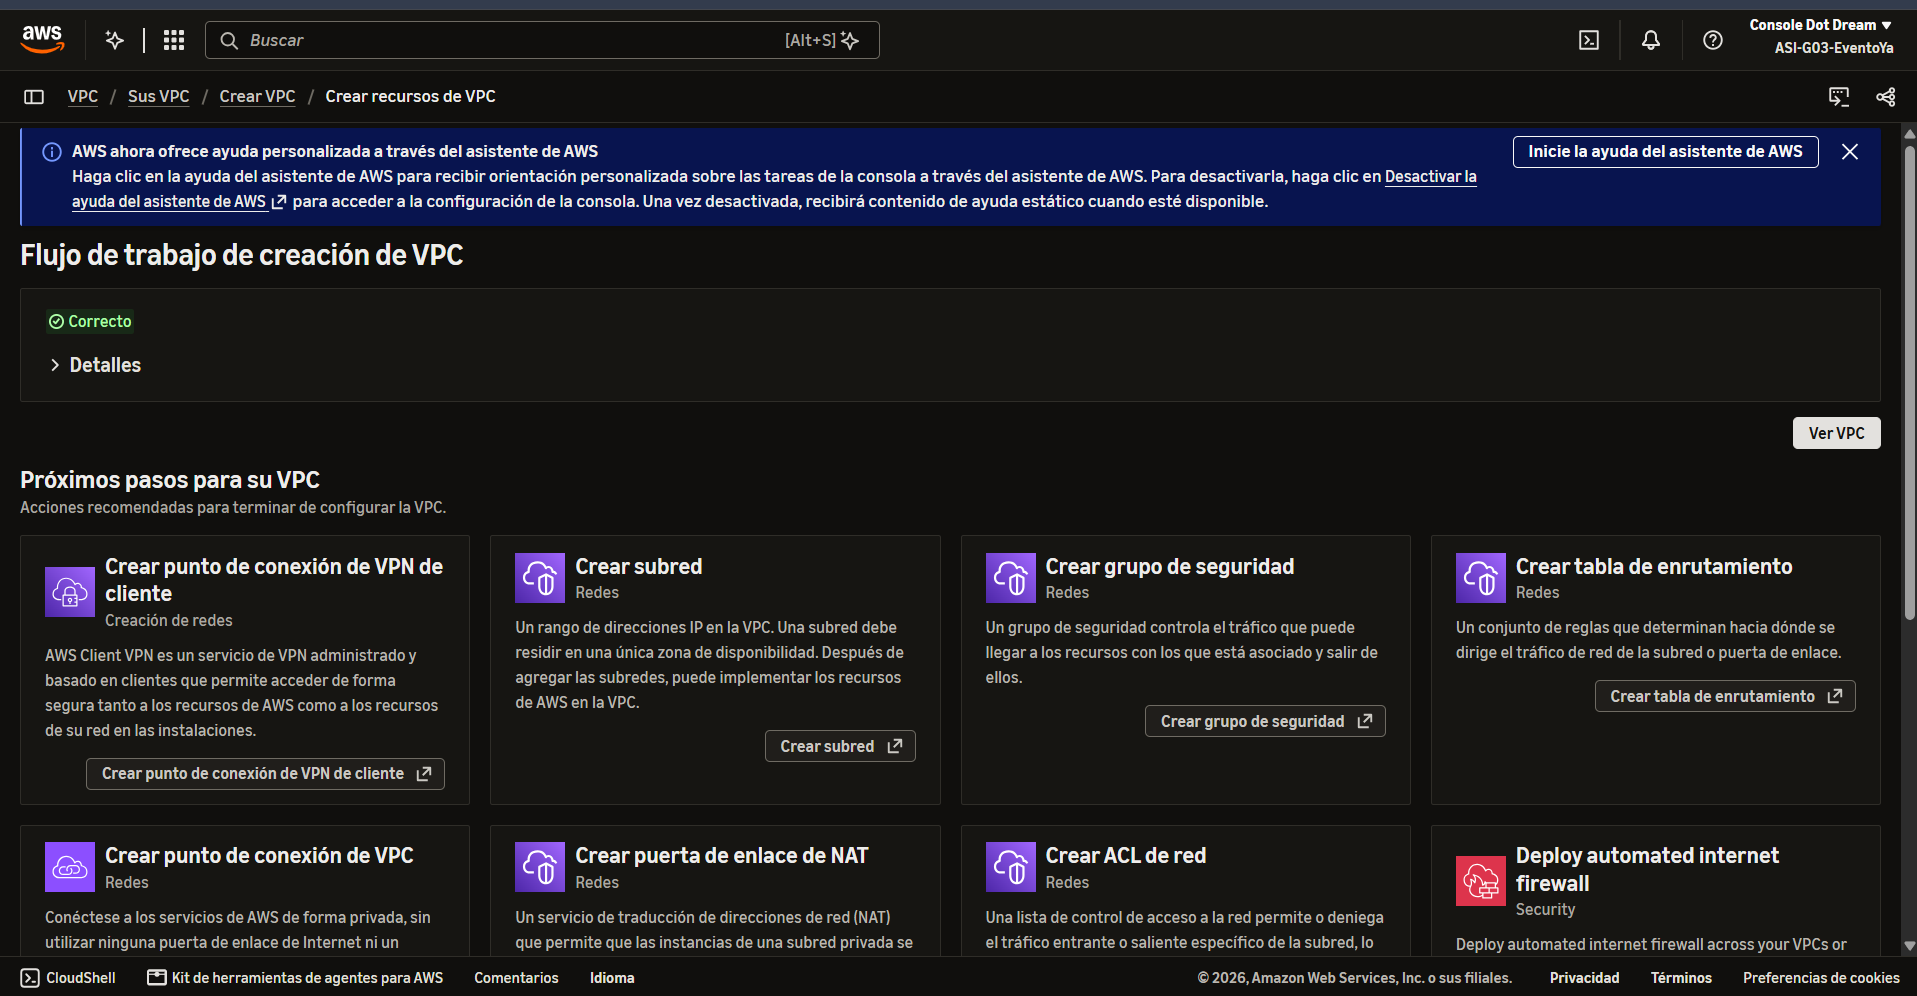 aws
Buscar
[Alt+S]
Console Dot Dream
ASI-G03-EventoYa
VPC / Sus VPC / Crear VPC / Crear recursos de VPC
AWS ahora ofrece ayuda personalizada a través del asistente de AWS
Haga clic en la ayuda del asistente de AWS para recibir orientación personalizada sobre las tareas de la consola a través del asistente de AWS. Para desactivarla, haga clic en Desactivar la
ayuda del asistente de AWS para acceder a la configuración de la consola. Una vez desactivada, recibirá contenido de ayuda estático cuando esté disponible.
Inicie la ayuda del asistente de AWS
Flujo de trabajo de creación de VPC
Correcto
Detalles
Ver VPC
Próximos pasos para su VPC
Acciones recomendadas para terminar de configurar la VPC.
Crear punto de conexión de VPN de
cliente
Creación de redes
AWS Client VPN es un servicio de VPN administrado y
basado en clientes que permite acceder de forma
segura tanto a los recursos de AWS como a los recursos
de su red en las instalaciones.
Crear punto de conexión de VPN de cliente
Crear subred
Redes
Un rango de direcciones IP en la VPC. Una subred debe
residir en una única zona de disponibilidad. Después de
agregar las subredes, puede implementar los recursos
de AWS en la VPC.
Crear subred
Crear grupo de seguridad
Redes
Un grupo de seguridad controla el tráfico que puede
llegar a los recursos con los que está asociado y salir de
ellos.
Crear grupo de seguridad
Crear tabla de enrutamiento
Redes
Un conjunto de reglas que determinan hacia dónde se
dirige el tráfico de red de la subred o puerta de enlace.
Crear tabla de enrutamiento
Crear punto de conexión de VPC
Redes
Conéctese a los servicios de AWS de forma privada, sin
utilizar ninguna puerta de enlace de Internet ni un
Crear puerta de enlace de NAT
Redes
Un servicio de traducción de direcciones de red (NAT)
que permite que las instancias de una subred privada se
Crear ACL de red
Redes
Una lista de control de acceso a la red permite o deniega
el tráfico entrante o saliente específico de la subred, lo
Deploy automated internet
firewall
Security
Deploy automated internet firewall across your VPCs or
CloudShell
Kit de herramientas de agentes para AWS
Comentarios
Idioma
© 2026, Amazon Web Services, Inc. o sus filiales.
Privacidad
Términos
Preferencias de cookies